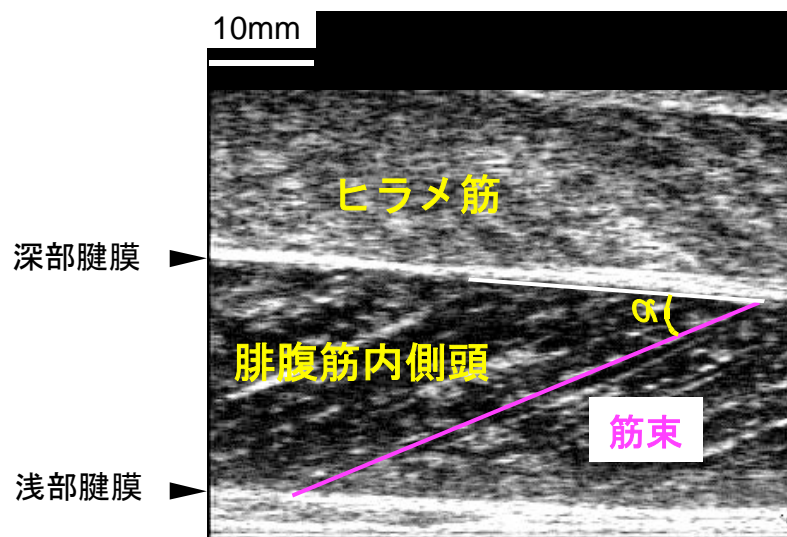 10mm
ヒラメ筋
深部腱膜
α
腓腹筋内側頭
筋束
浅部腱膜